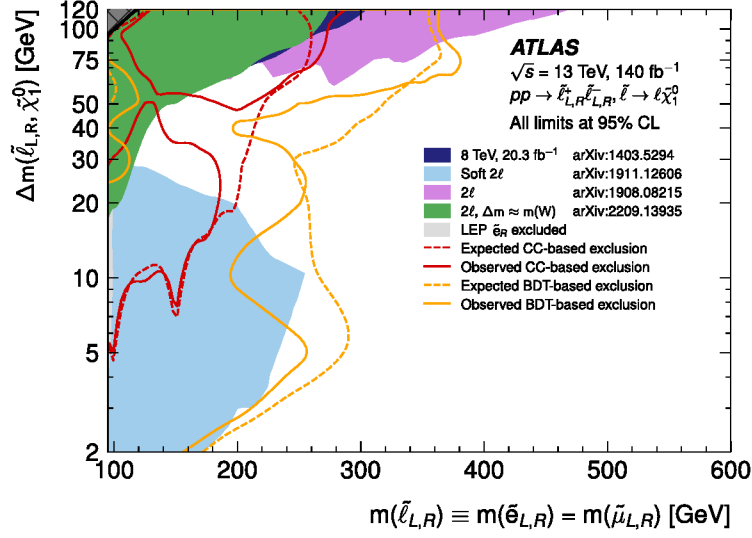 Δm(ℓ̃L,R, χ̃⁰₁) [GeV]
120
100
75
50
40
30
20
10
5
2
ATLAS
√s = 13 TeV, 140 fb⁻¹
pp → ℓ̃⁺L,R ℓ̃⁻L,R, ℓ̃ → ℓχ̃⁰₁
All limits at 95% CL
8 TeV, 20.3 fb⁻¹ arXiv:1403.5294
Soft 2ℓ arXiv:1911.12606
2ℓ arXiv:1908.08215
2ℓ, Δm ≈ m(W) arXiv:2209.13935
LEP ẽR excluded
Expected CC-based exclusion
Observed CC-based exclusion
Expected BDT-based exclusion
Observed BDT-based exclusion
100 200 300 400 500 600
m(ℓ̃L,R) ≡ m(ẽL,R) = m(μ̃L,R) [GeV]